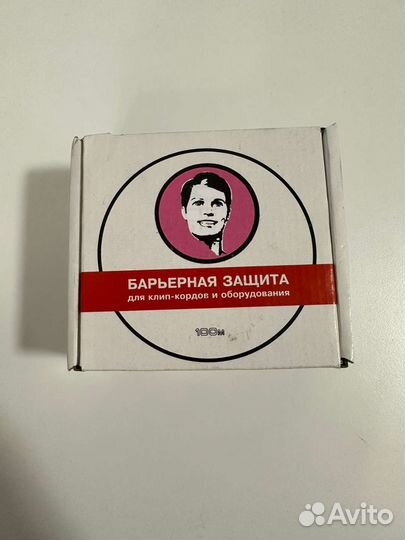 БАРЬЕРНАЯ ЗАЩИТА
для клип-кордов и оборудования
100м
Avito